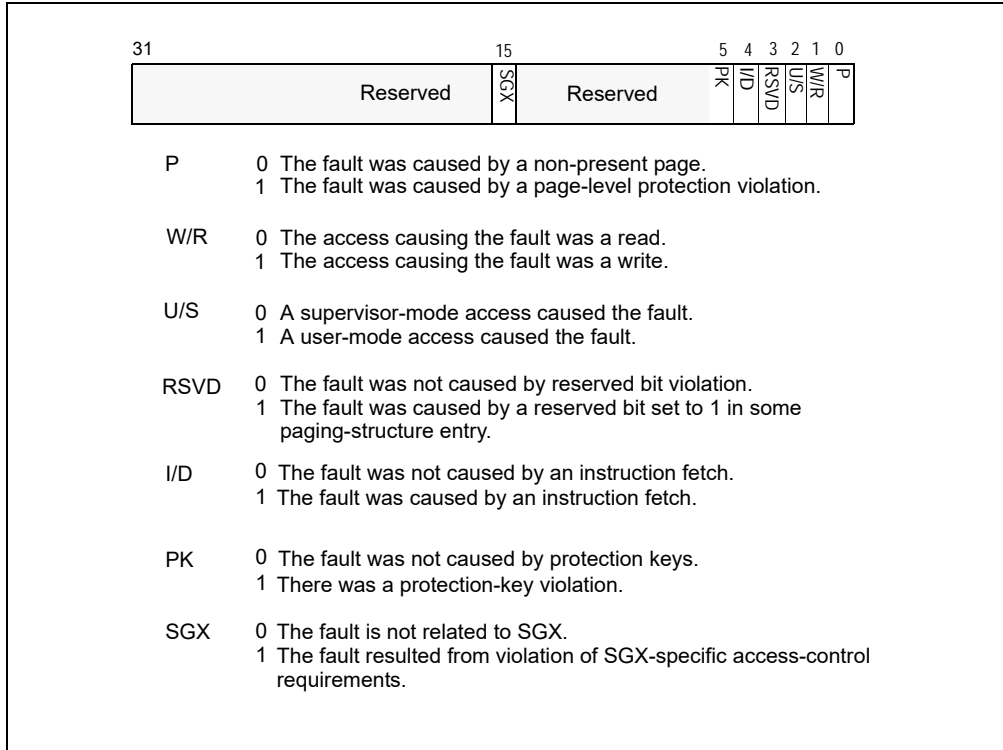 31 15 5 4 3 2 1 0
Reserved SGX Reserved PK I/D RSVD U/S W/R P
P 0 The fault was caused by a non-present page.
1 The fault was caused by a page-level protection violation.
W/R 0 The access causing the fault was a read.
1 The access causing the fault was a write.
U/S 0 A supervisor-mode access caused the fault.
1 A user-mode access caused the fault.
RSVD 0 The fault was not caused by reserved bit violation.
1 The fault was caused by a reserved bit set to 1 in some
paging-structure entry.
I/D 0 The fault was not caused by an instruction fetch.
1 The fault was caused by an instruction fetch.
PK 0 The fault was not caused by protection keys.
1 There was a protection-key violation.
SGX 0 The fault is not related to SGX.
1 The fault resulted from violation of SGX-specific access-control
requirements.